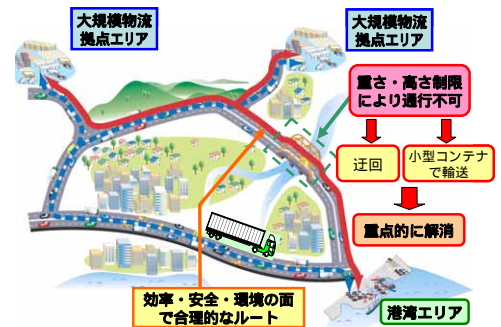 大規模物流
拠点エリア
大規模物流
拠点エリア
重さ・高さ制限
により通行不可
迂回
小型コンテナ
で輸送
重点的に解消
効率・安全・環境の面
で合理的なルート
港湾エリア